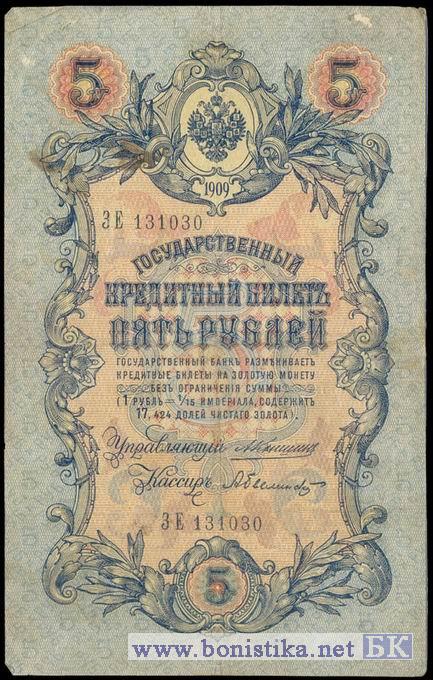 5 5
1909
ЗЕ 131030
ГОСУДАРСТВЕННЫЙ
КРЕДИТНЫЙ БИЛЕТЪ
ПЯТЬ РУБЛЕЙ
ГОСУДАРСТВЕННЫЙ БАНКЪ РАЗМѢНИВАЕТЪ
КРЕДИТНЫЕ БИЛЕТЫ НА ЗОЛОТУЮ МОНЕТУ
БЕЗЪ ОГРАНИЧЕНІЯ СУММЫ
(1 РУБЛЬ = 1/15 ИМПЕРІАЛА, СОДЕРЖИТЪ
17,424 ДОЛЕЙ ЧИСТАГО ЗОЛОТА).
Управляющій
Кассиръ
ЗЕ 131030
5
www.bonistika.net БК